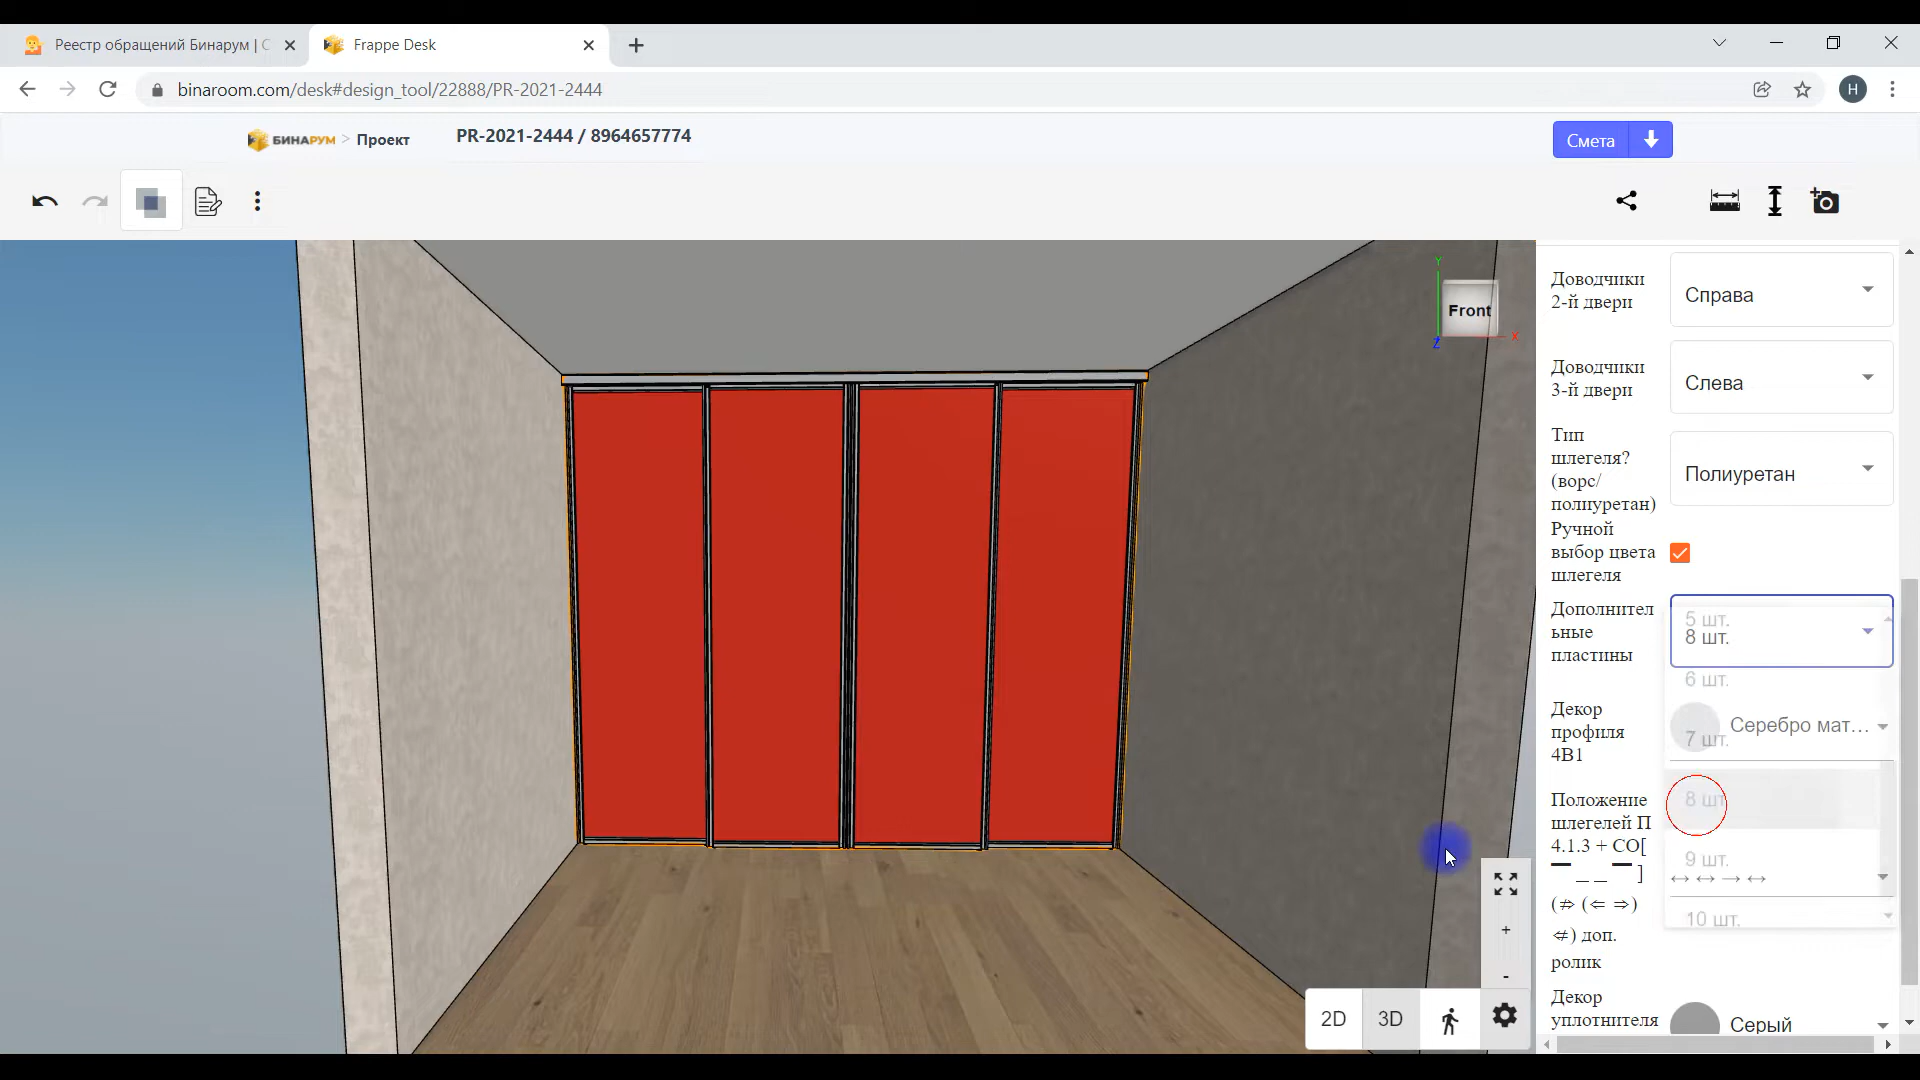 Реестр обращений Бинарум | С
Frappe Desk
binaroom.com/desk#design_tool/22888/PR-2021-2444
H
БИНАРУМ > Проект
PR-2021-2444 / 8964657774
Смета
Y
Front
X
Z
Доводчики
2-й двери
Справа
Доводчики
3-й двери
Слева
Тип
шлегеля?
(ворс/
полиуретан)
Полиуретан
Ручной
выбор цвета
шлегеля
Дополнител
ьные
пластины
5 шт.
8 шт.
6 шт.
Декор
профиля
4В1
Серебро мат...
7 шт.
Положение
шлегелей П
4.1.3 + СО[
‾ _ _ ‾ ]
(⇏ (⇐ ⇒)
⇍) доп.
ролик
8 шт
9 шт.
↔ ↔ → ↔
10 шт.
Декор
уплотнителя
Серый
+
-
2D
3D